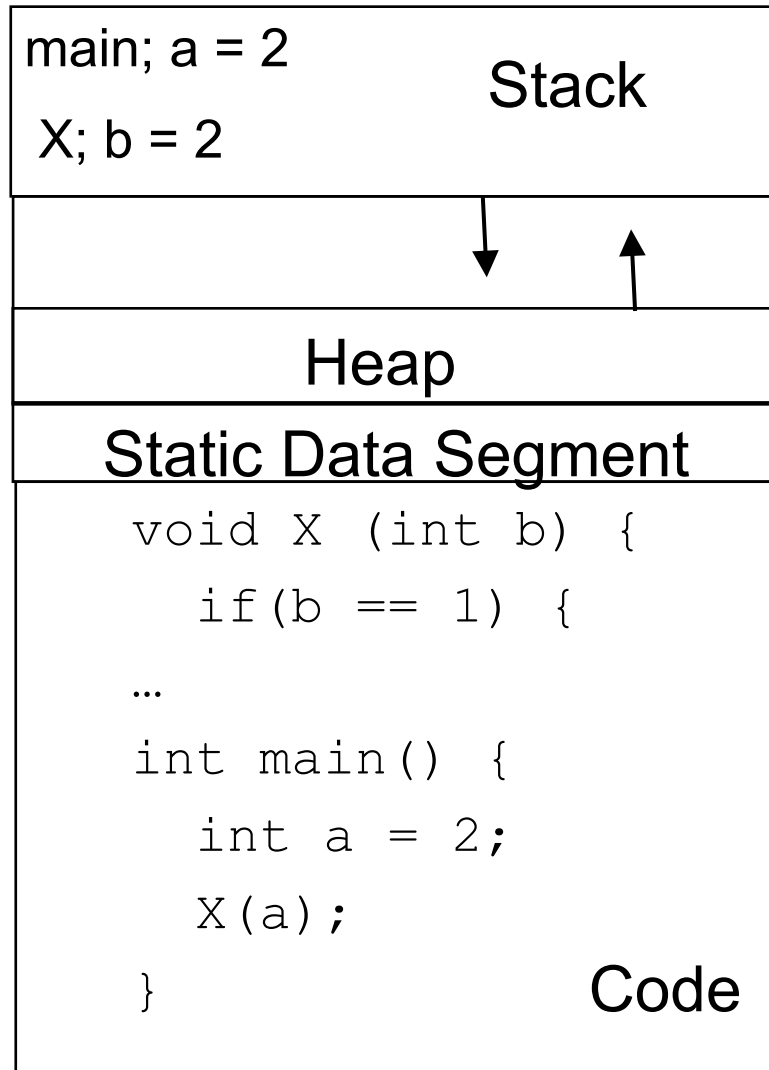 main; a = 2
Stack
X; b = 2
Heap
Static Data Segment
void X (int b) {
if(b == 1) {
…
int main() {
int a = 2;
X(a);
}
Code